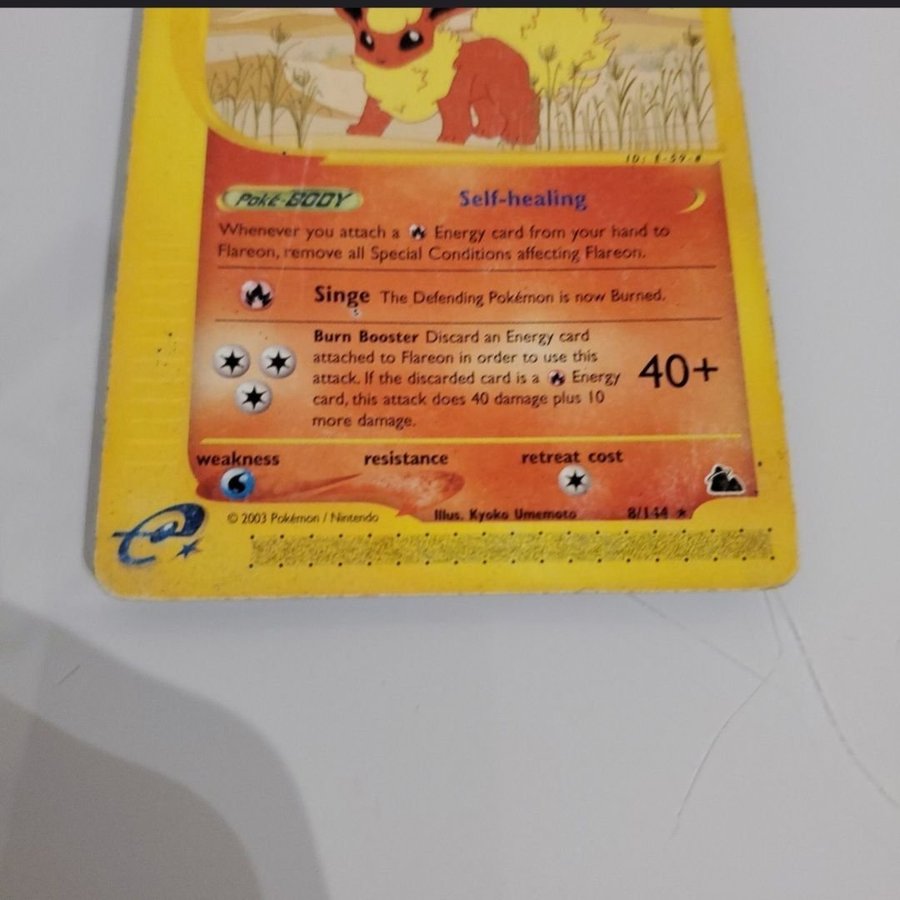 ID: E-59-#
Poké-BODY Self-healing
Whenever you attach a Energy card from your hand to
Flareon, remove all Special Conditions affecting Flareon.
Singe The Defending Pokémon is now Burned.
Burn Booster Discard an Energy card
attached to Flareon in order to use this
attack. If the discarded card is a Energy
card, this attack does 40 damage plus 10
more damage.
40+
weakness resistance retreat cost
© 2003 Pokémon / Nintendo Illus. Kyoko Umemoto 8/144
e